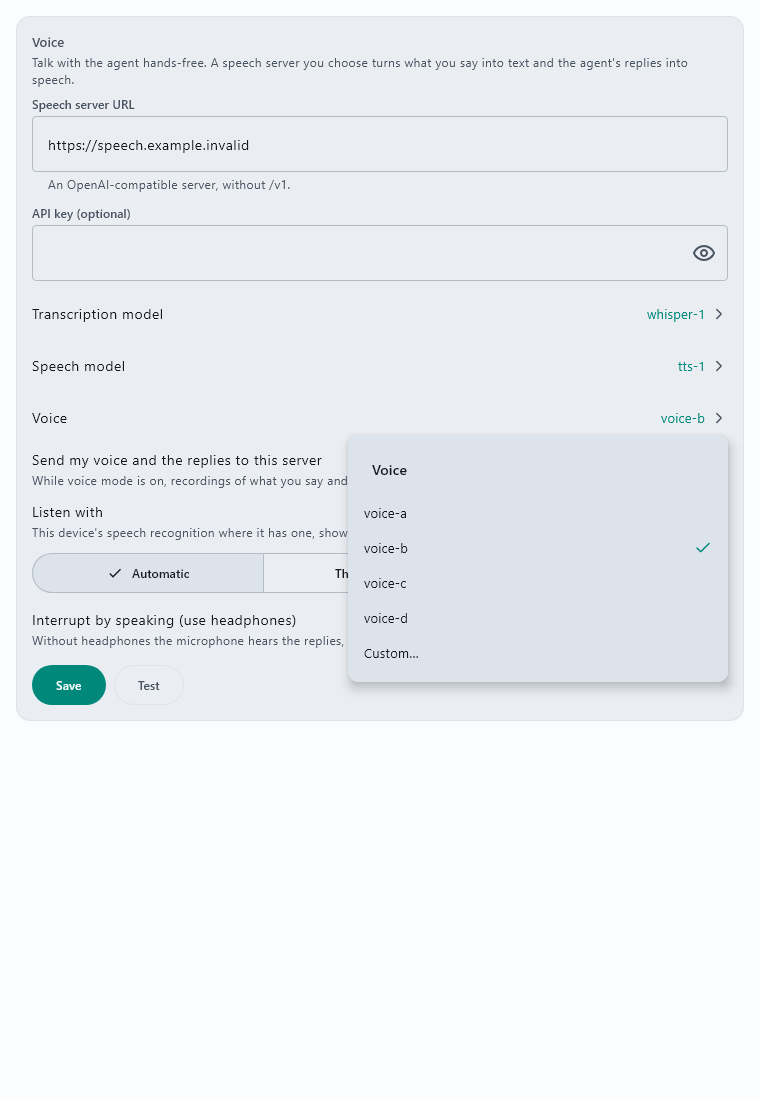 Voice
Talk with the agent hands-free. A speech server you choose turns what you say into text and the agent's replies into
speech.
Speech server URL
https://speech.example.invalid
An OpenAI-compatible server, without /v1.
API key (optional)
Transcription model whisper-1
Speech model tts-1
Voice voice-b
Send my voice and the replies to this server
While voice mode is on, recordings of what you say and
Listen with
This device's speech recognition where it has one, show
Automatic Th
Interrupt by speaking (use headphones)
Without headphones the microphone hears the replies,
Save Test
Voice
voice-a
voice-b
voice-c
voice-d
Custom...